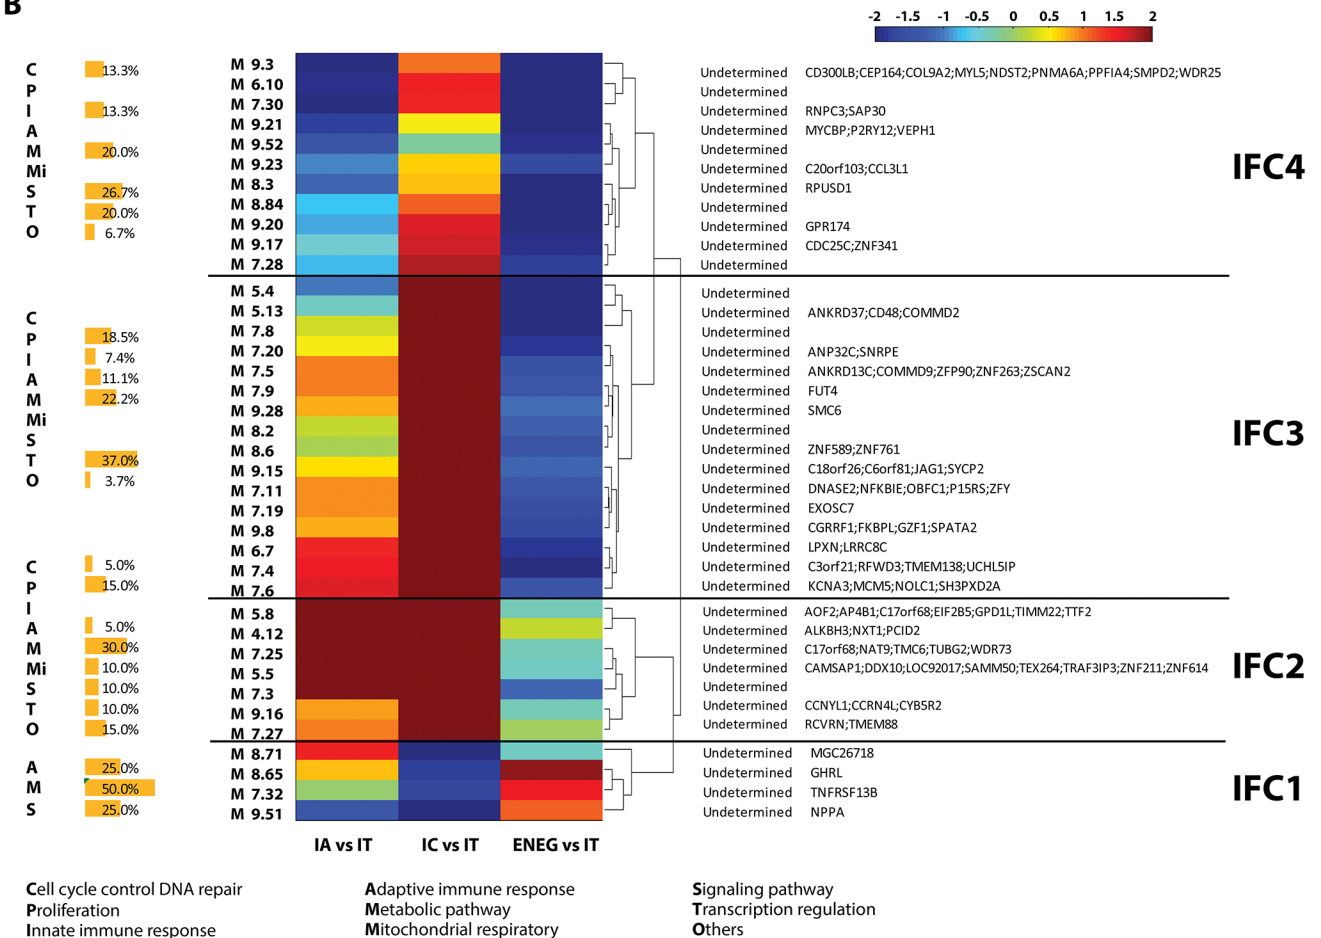 B
-2 -1.5 -1 -0.5 0 0.5 1 1.5 2
C 13.3%
P
I 13.3%
A
M 20.0%
Mi
S 26.7%
T 20.0%
O 6.7%
M 9.3
M 6.10
M 7.30
M 9.21
M 9.52
M 9.23
M 8.3
M 8.84
M 9.20
M 9.17
M 7.28
Undetermined CD300LB;CEP164;COL9A2;MYL5;NDST2;PNMA6A;PPFIA4;SMPD2;WDR25
Undetermined
Undetermined RNPC3;SAP30
Undetermined MYCBP;P2RY12;VEPH1
Undetermined
Undetermined C20orf103;CCL3L1
Undetermined RPUSD1
Undetermined
Undetermined GPR174
Undetermined CDC25C;ZNF341
Undetermined
IFC4
C
P 18.5%
I 7.4%
A 11.1%
M 22.2%
Mi
S
T 37.0%
O 3.7%
M 5.4
M 5.13
M 7.8
M 7.20
M 7.5
M 7.9
M 9.28
M 8.2
M 8.6
M 9.15
M 7.11
M 7.19
M 9.8
M 6.7
M 7.4
M 7.6
Undetermined
Undetermined ANKRD37;CD48;COMMD2
Undetermined
Undetermined ANP32C;SNRPE
Undetermined ANKRD13C;COMMD9;ZFP90;ZNF263;ZSCAN2
Undetermined FUT4
Undetermined SMC6
Undetermined
Undetermined ZNF589;ZNF761
Undetermined C18orf26;C6orf81;JAG1;SYCP2
Undetermined DNASE2;NFKBIE;OBFC1;P15RS;ZFY
Undetermined EXOSC7
Undetermined CGRRF1;FKBPL;GZF1;SPATA2
Undetermined LPXN;LRRC8C
Undetermined C3orf21;RFWD3;TMEM138;UCHL5IP
Undetermined KCNA3;MCM5;NOLC1;SH3PXD2A
IFC3
C 5.0%
P 15.0%
I
A 5.0%
M 30.0%
Mi 10.0%
S 10.0%
T 10.0%
O 15.0%
M 5.8
M 4.12
M 7.25
M 5.5
M 7.3
M 9.16
M 7.27
Undetermined AOF2;AP4B1;C17orf68;EIF2B5;GPD1L;TIMM22;TTF2
Undetermined ALKBH3;NXT1;PCID2
Undetermined C17orf68;NAT9;TMC6;TUBG2;WDR73
Undetermined CAMSAP1;DDX10;LOC92017;SAMM50;TEX264;TRAF3IP3;ZNF211;ZNF614
Undetermined
Undetermined CCNYL1;CCRN4L;CYB5R2
Undetermined RCVRN;TMEM88
IFC2
A 25.0%
M 50.0%
S 25.0%
M 8.71
M 8.65
M 7.32
M 9.51
Undetermined MGC26718
Undetermined GHRL
Undetermined TNFRSF13B
Undetermined NPPA
IFC1
IA vs IT IC vs IT ENEG vs IT
Cell cycle control DNA repair Adaptive immune response Signaling pathway
Proliferation Metabolic pathway Transcription regulation
Innate immune response Mitochondrial respiratory Others